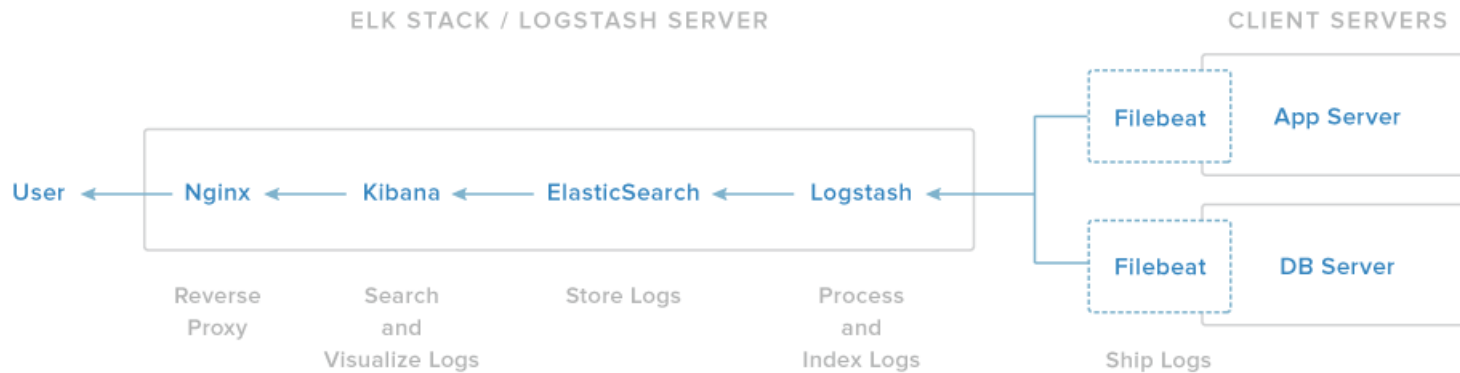 ELK STACK / LOGSTASH SERVER
CLIENT SERVERS
Filebeat
App Server
User
Nginx
Kibana
ElasticSearch
Logstash
Filebeat
DB Server
Reverse
Proxy
Search
and
Visualize Logs
Store Logs
Process
and
Index Logs
Ship Logs